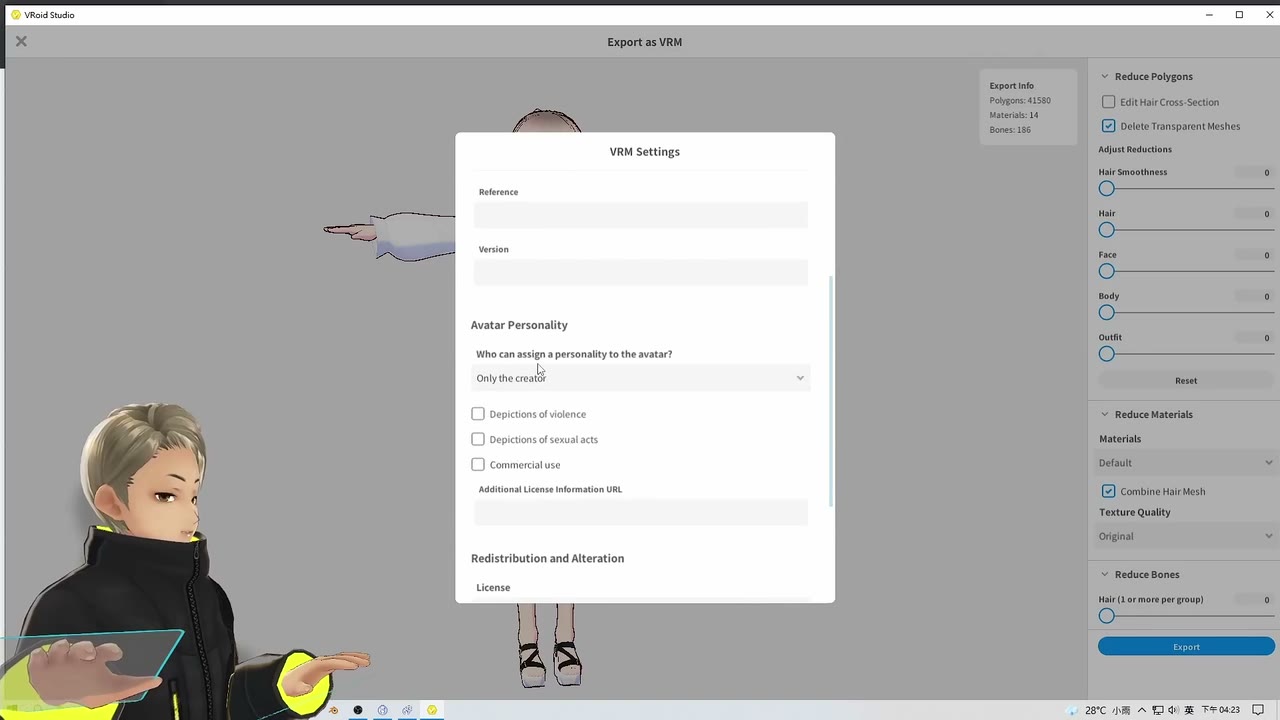 VRoid Studio
Export as VRM
Export Info
Polygons: 41580
Materials: 14
Bones: 186
VRM Settings
Reference
Version
Avatar Personality
Who can assign a personality to the avatar?
Only the creator
Depictions of violence
Depictions of sexual acts
Commercial use
Additional License Information URL
Redistribution and Alteration
License
Reduce Polygons
Edit Hair Cross-Section
Delete Transparent Meshes
Adjust Reductions
Hair Smoothness 0
Hair 0
Face 0
Body 0
Outfit 0
Reset
Reduce Materials
Materials
Default
Combine Hair Mesh
Texture Quality
Original
Reduce Bones
Hair (1 or more per group) 0
Export
28°C 小雨 英 下午 04:23